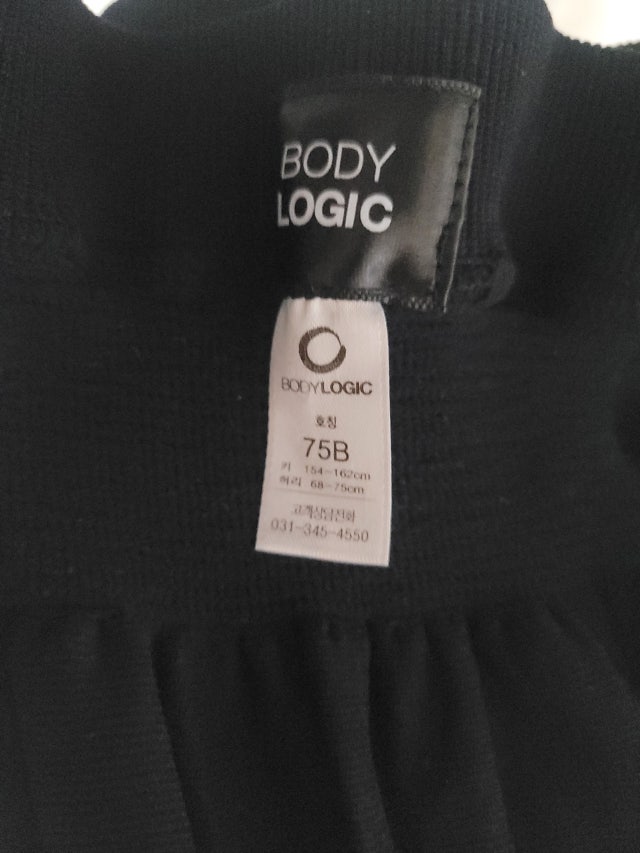 BODY
LOGIC
BODYLOGIC
호칭
75B
키 154~162cm
허리 68~75cm
고객상담전화
031-345-4550